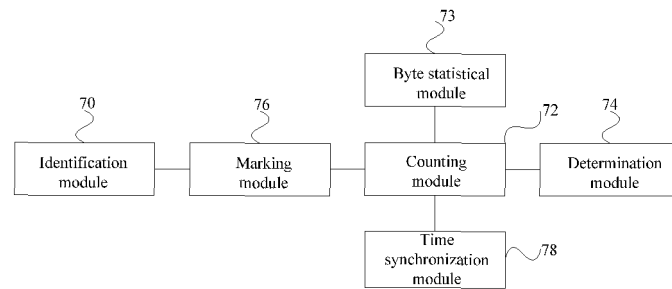 73
Byte statistical
module
70
76
72
74
Identification
module
Marking
module
Counting
module
Determination
module
Time
synchronization
module
78